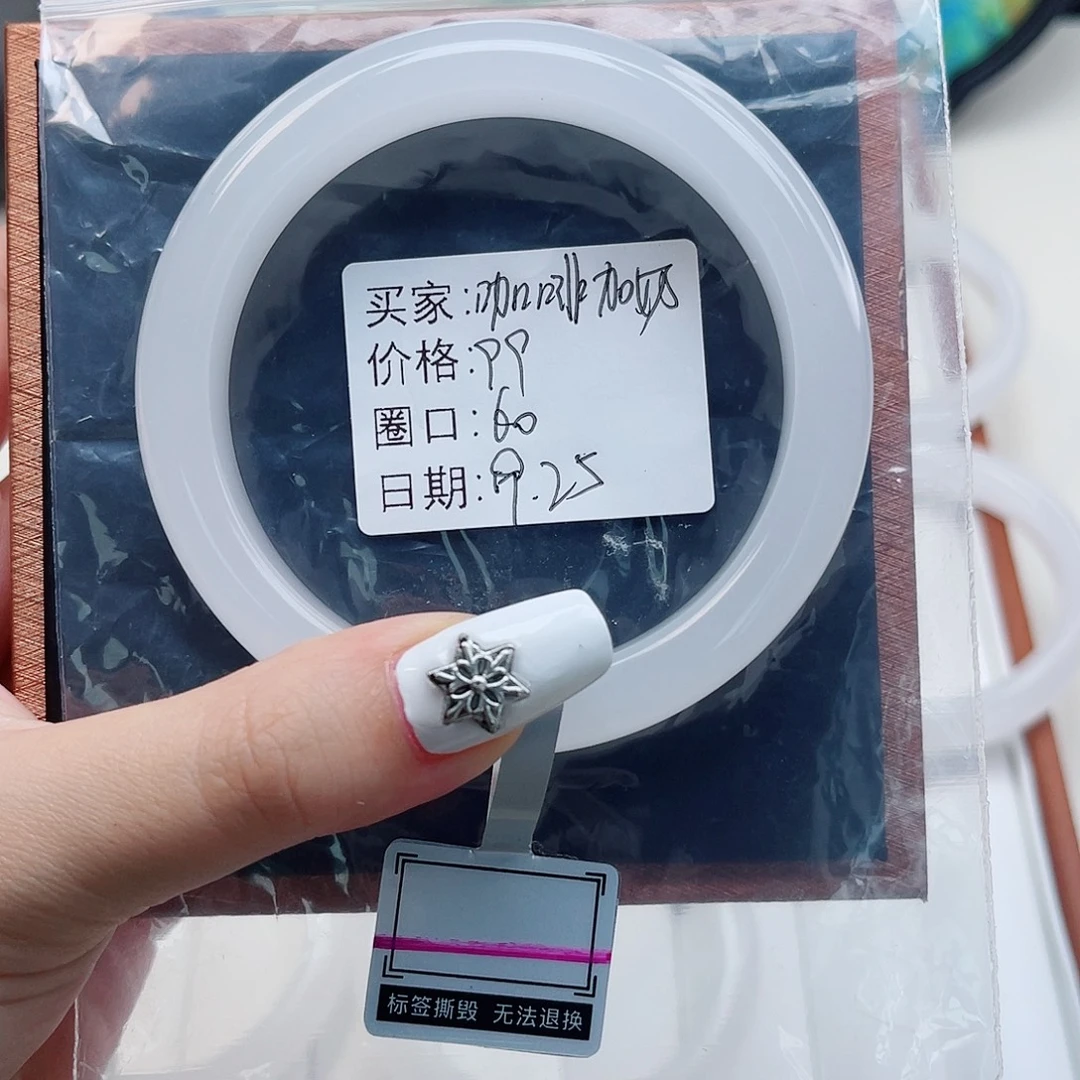 买家:咖啡加奶
价格:99
圈口:60
日期:9.25
标签撕毁 无法退换